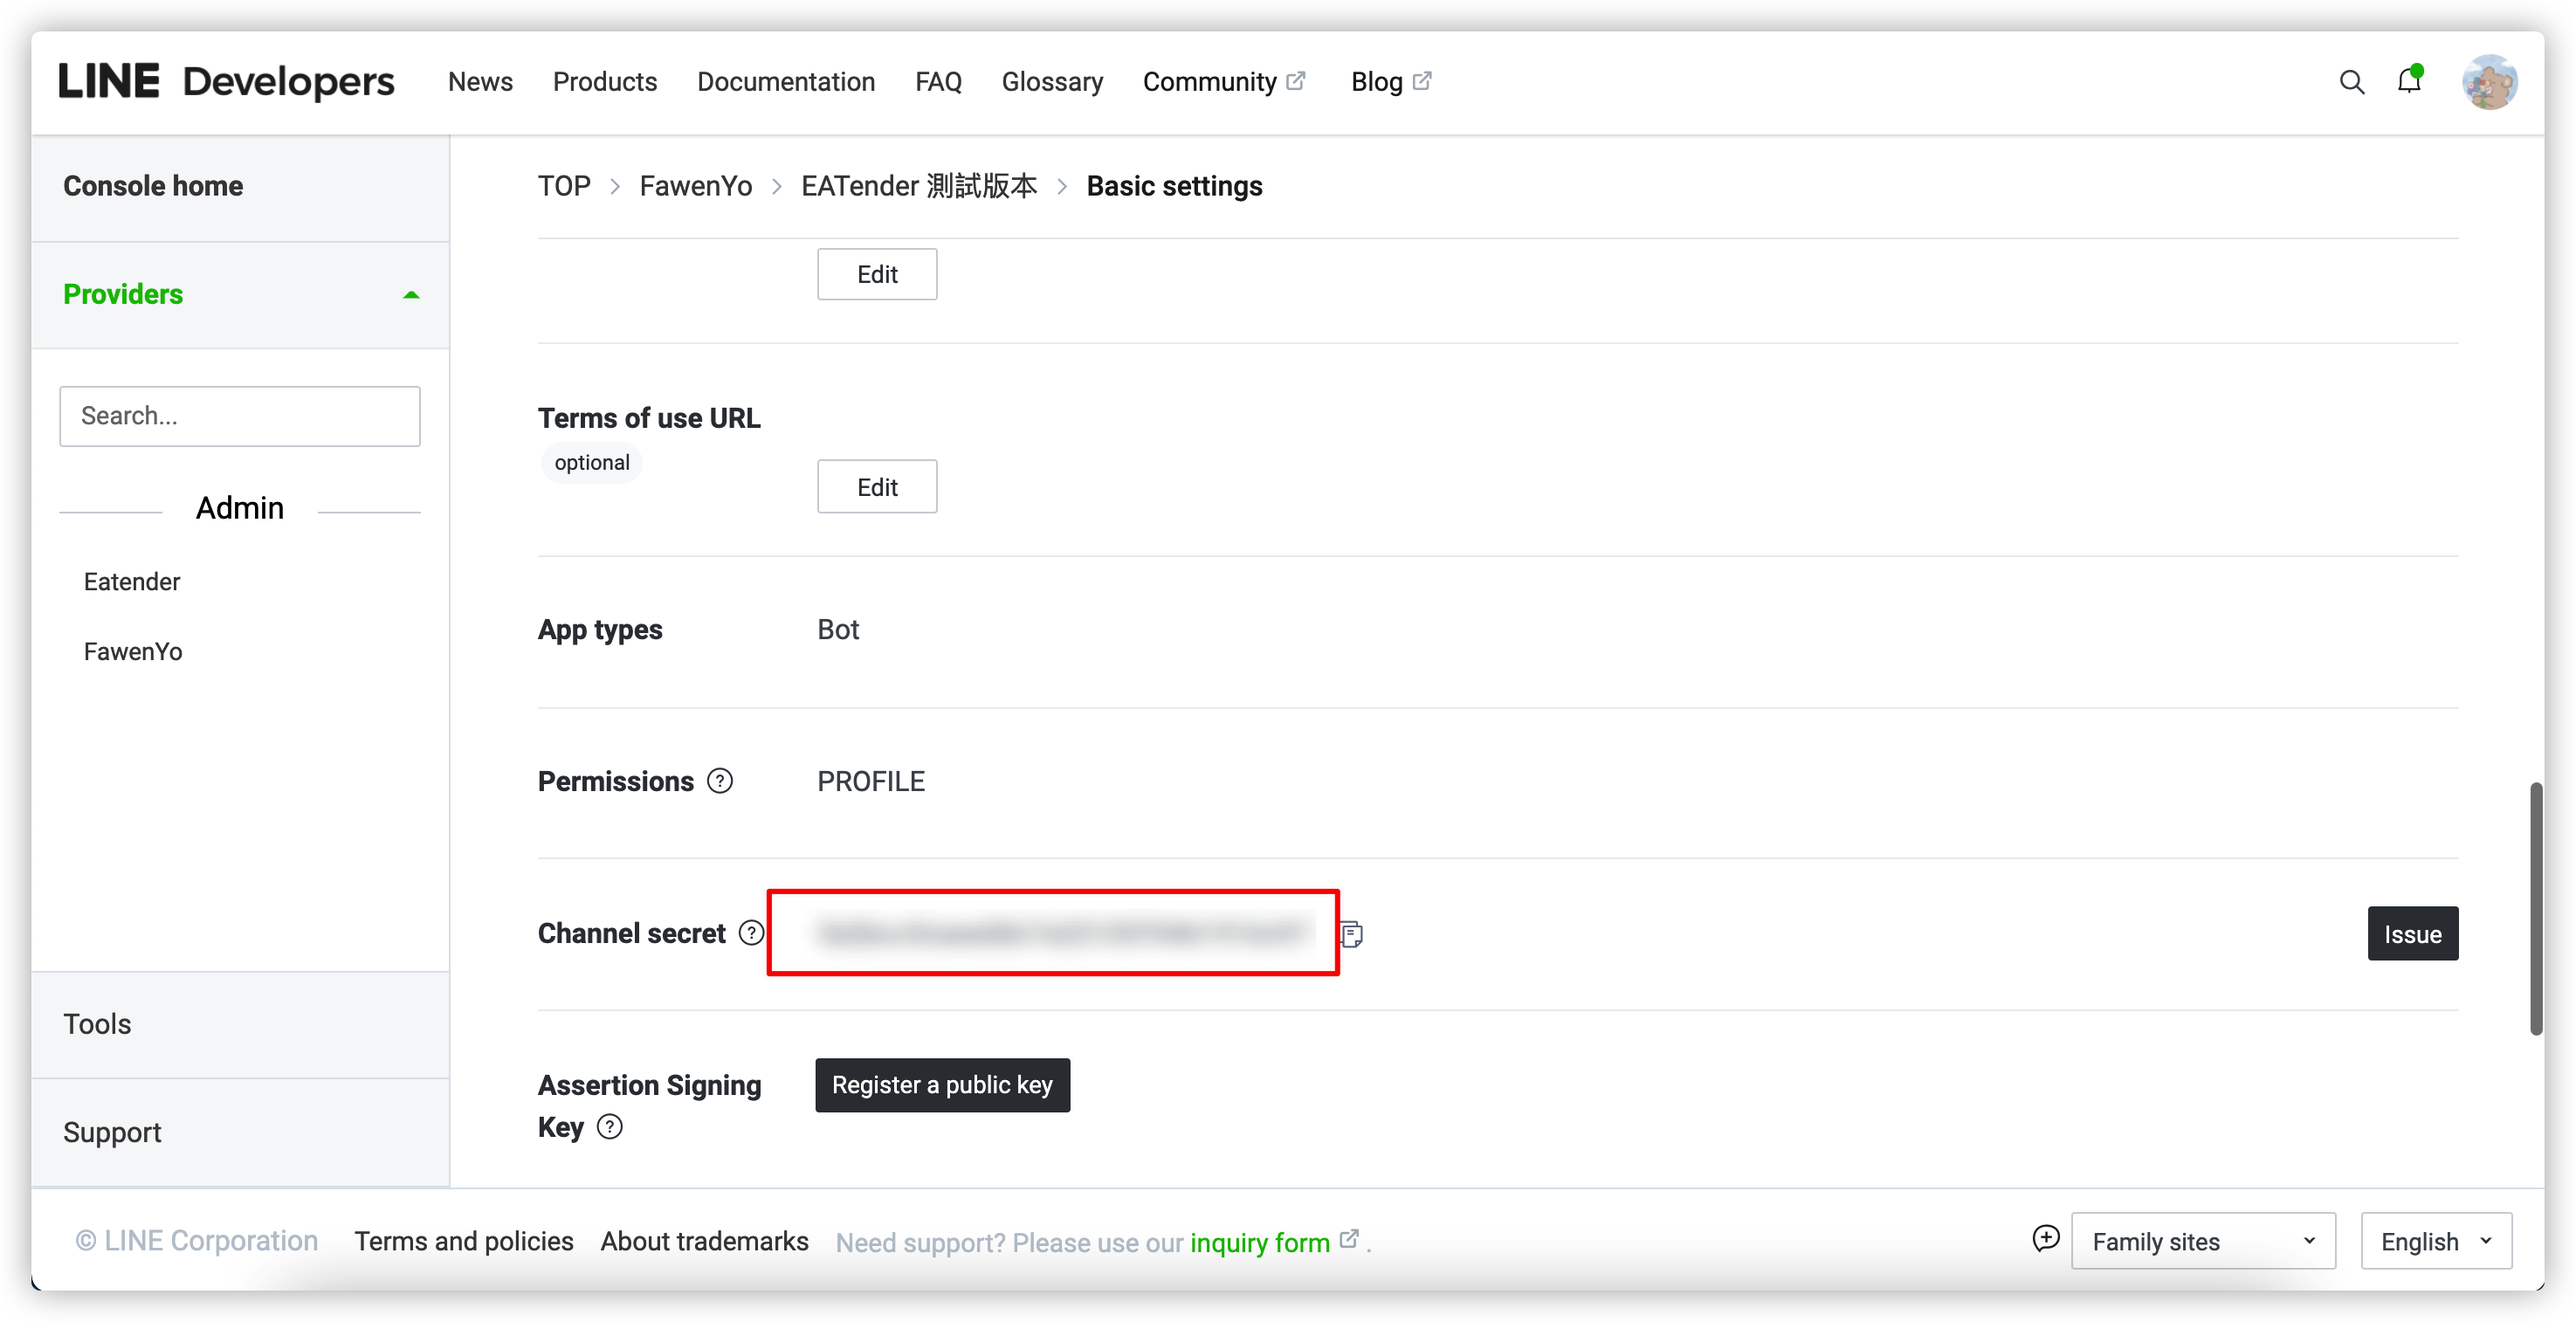 LINE Developers News Products Documentation FAQ Glossary Community Blog
Console home
Providers
Search...
Admin
Eatender
FawenYo
Tools
Support
TOP > FawenYo > EATender 測試版本 > Basic settings
Edit
Terms of use URL
optional
Edit
App types Bot
Permissions ? PROFILE
Channel secret ?
Issue
Assertion Signing
Key ?
Register a public key
© LINE Corporation Terms and policies About trademarks Need support? Please use our inquiry form .
Family sites
English